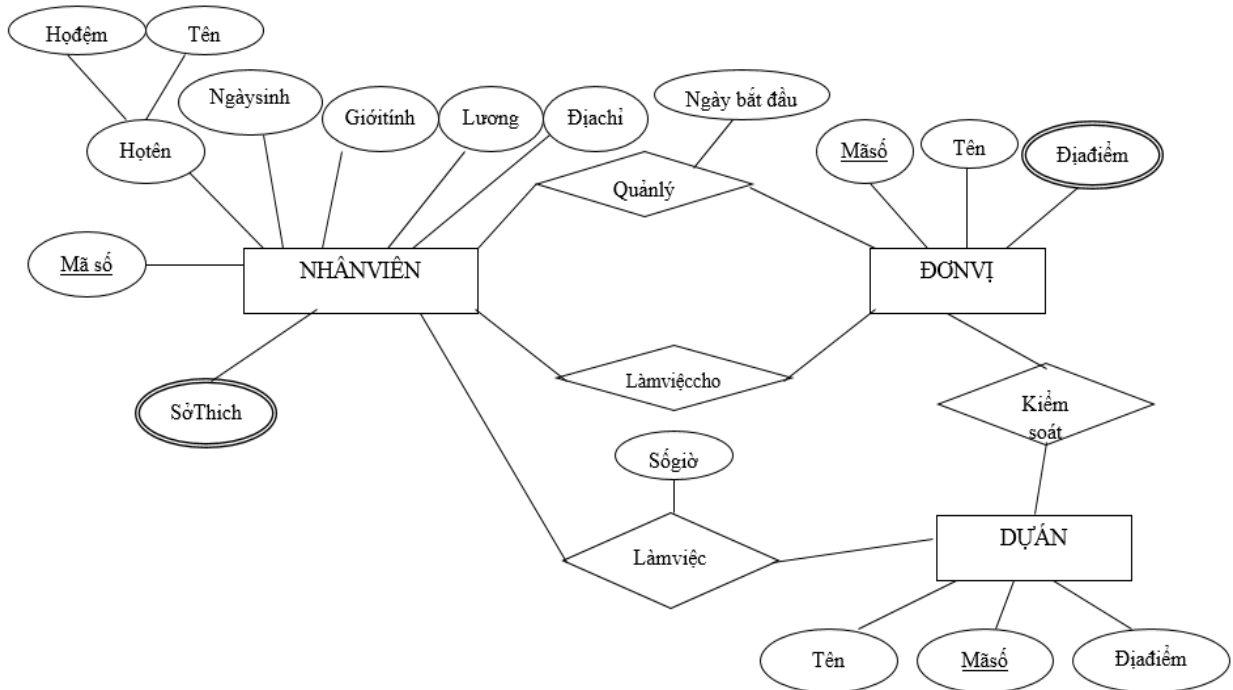 Họđệm
Tên
Ngàysinh
Giớitính
Lương
Địachỉ
Ngày bắt đầu
Mãsố
Tên
Địađiểm
Họtên
Quảnlý
Mã số
NHÂNVIÊN
ĐƠNVỊ
SởThich
Làmviệccho
Kiểm
soát
Sốgiờ
Làmviệc
DỰÁN
Tên
Mãsố
Địađiểm